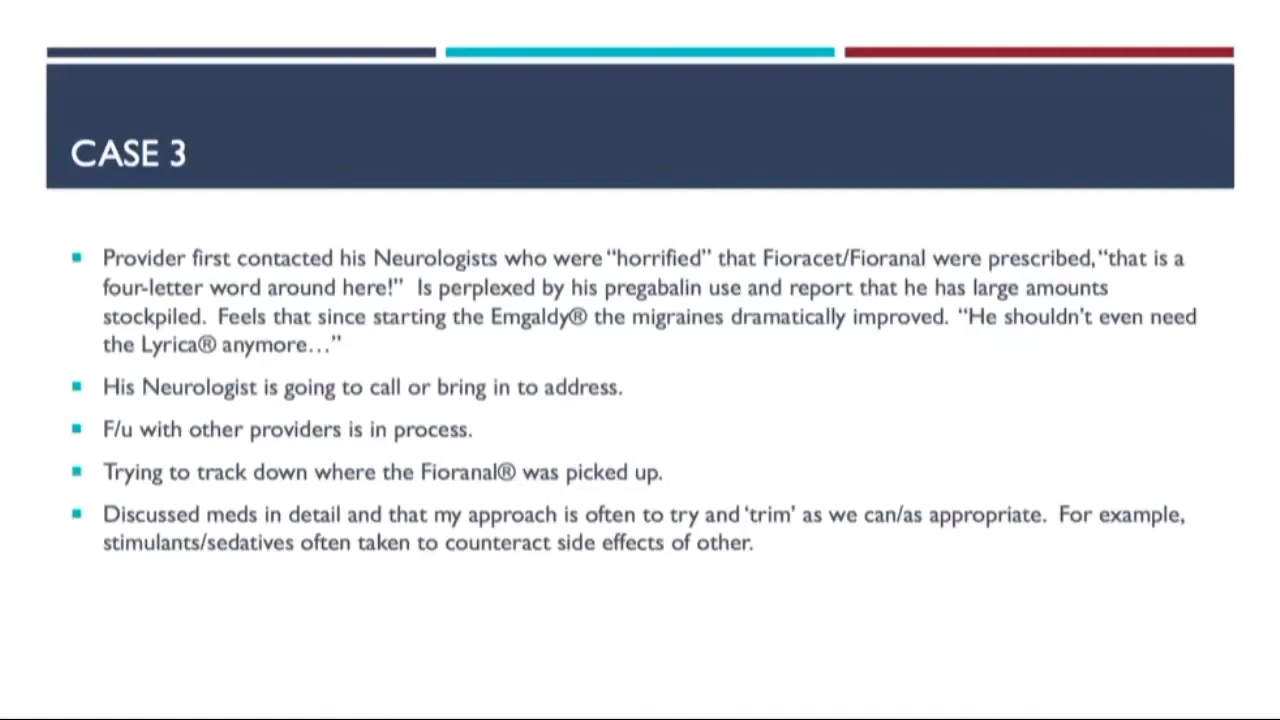 CASE 3
Provider first contacted his Neurologists who were “horrified” that Fioracet/Fioranal were prescribed, “that is a
four-letter word around here!”  Is perplexed by his pregabalin use and report that he has large amounts
stockpiled.  Feels that since starting the Emgaldy® the migraines dramatically improved.  “He shouldn’t even need
the Lyrica® anymore…”
His Neurologist is going to call or bring in to address.
F/u with other providers is in process.
Trying to track down where the Fioranal® was picked up.
Discussed meds in detail and that my approach is often to try and ‘trim’ as we can/as appropriate.  For example,
stimulants/sedatives often taken to counteract side effects of other.